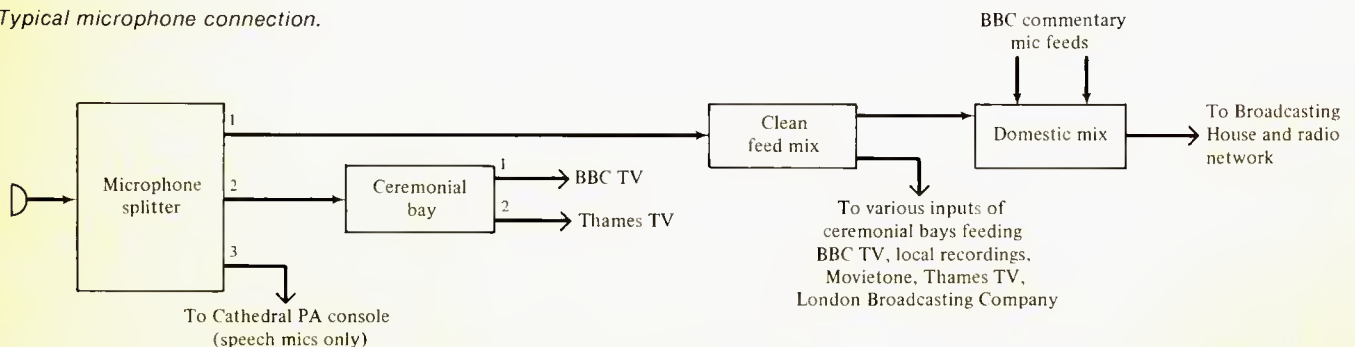 Typical microphone connection.
BBC commentary
mic feeds
Microphone
splitter
1
2
3
Ceremonial
bay
1
BBC TV
2
Thames TV
To Cathedral PA console
(speech mics only)
Clean
feed mix
To various inputs of
ceremonial bays feeding
BBC TV, local recordings,
Movietone, Thames TV,
London Broadcasting Company
Domestic mix
To Broadcasting
House and radio
network